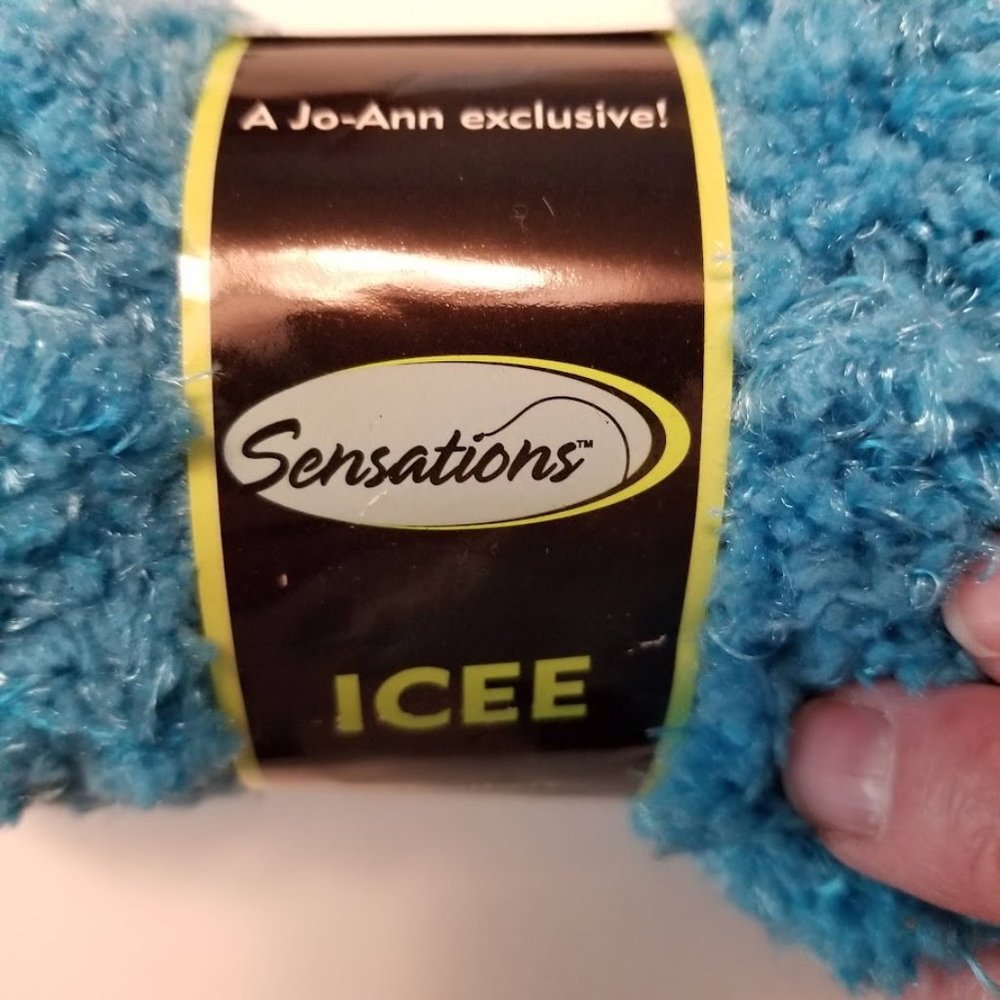 A Jo-Ann exclusive!
Sensations™
ICEE